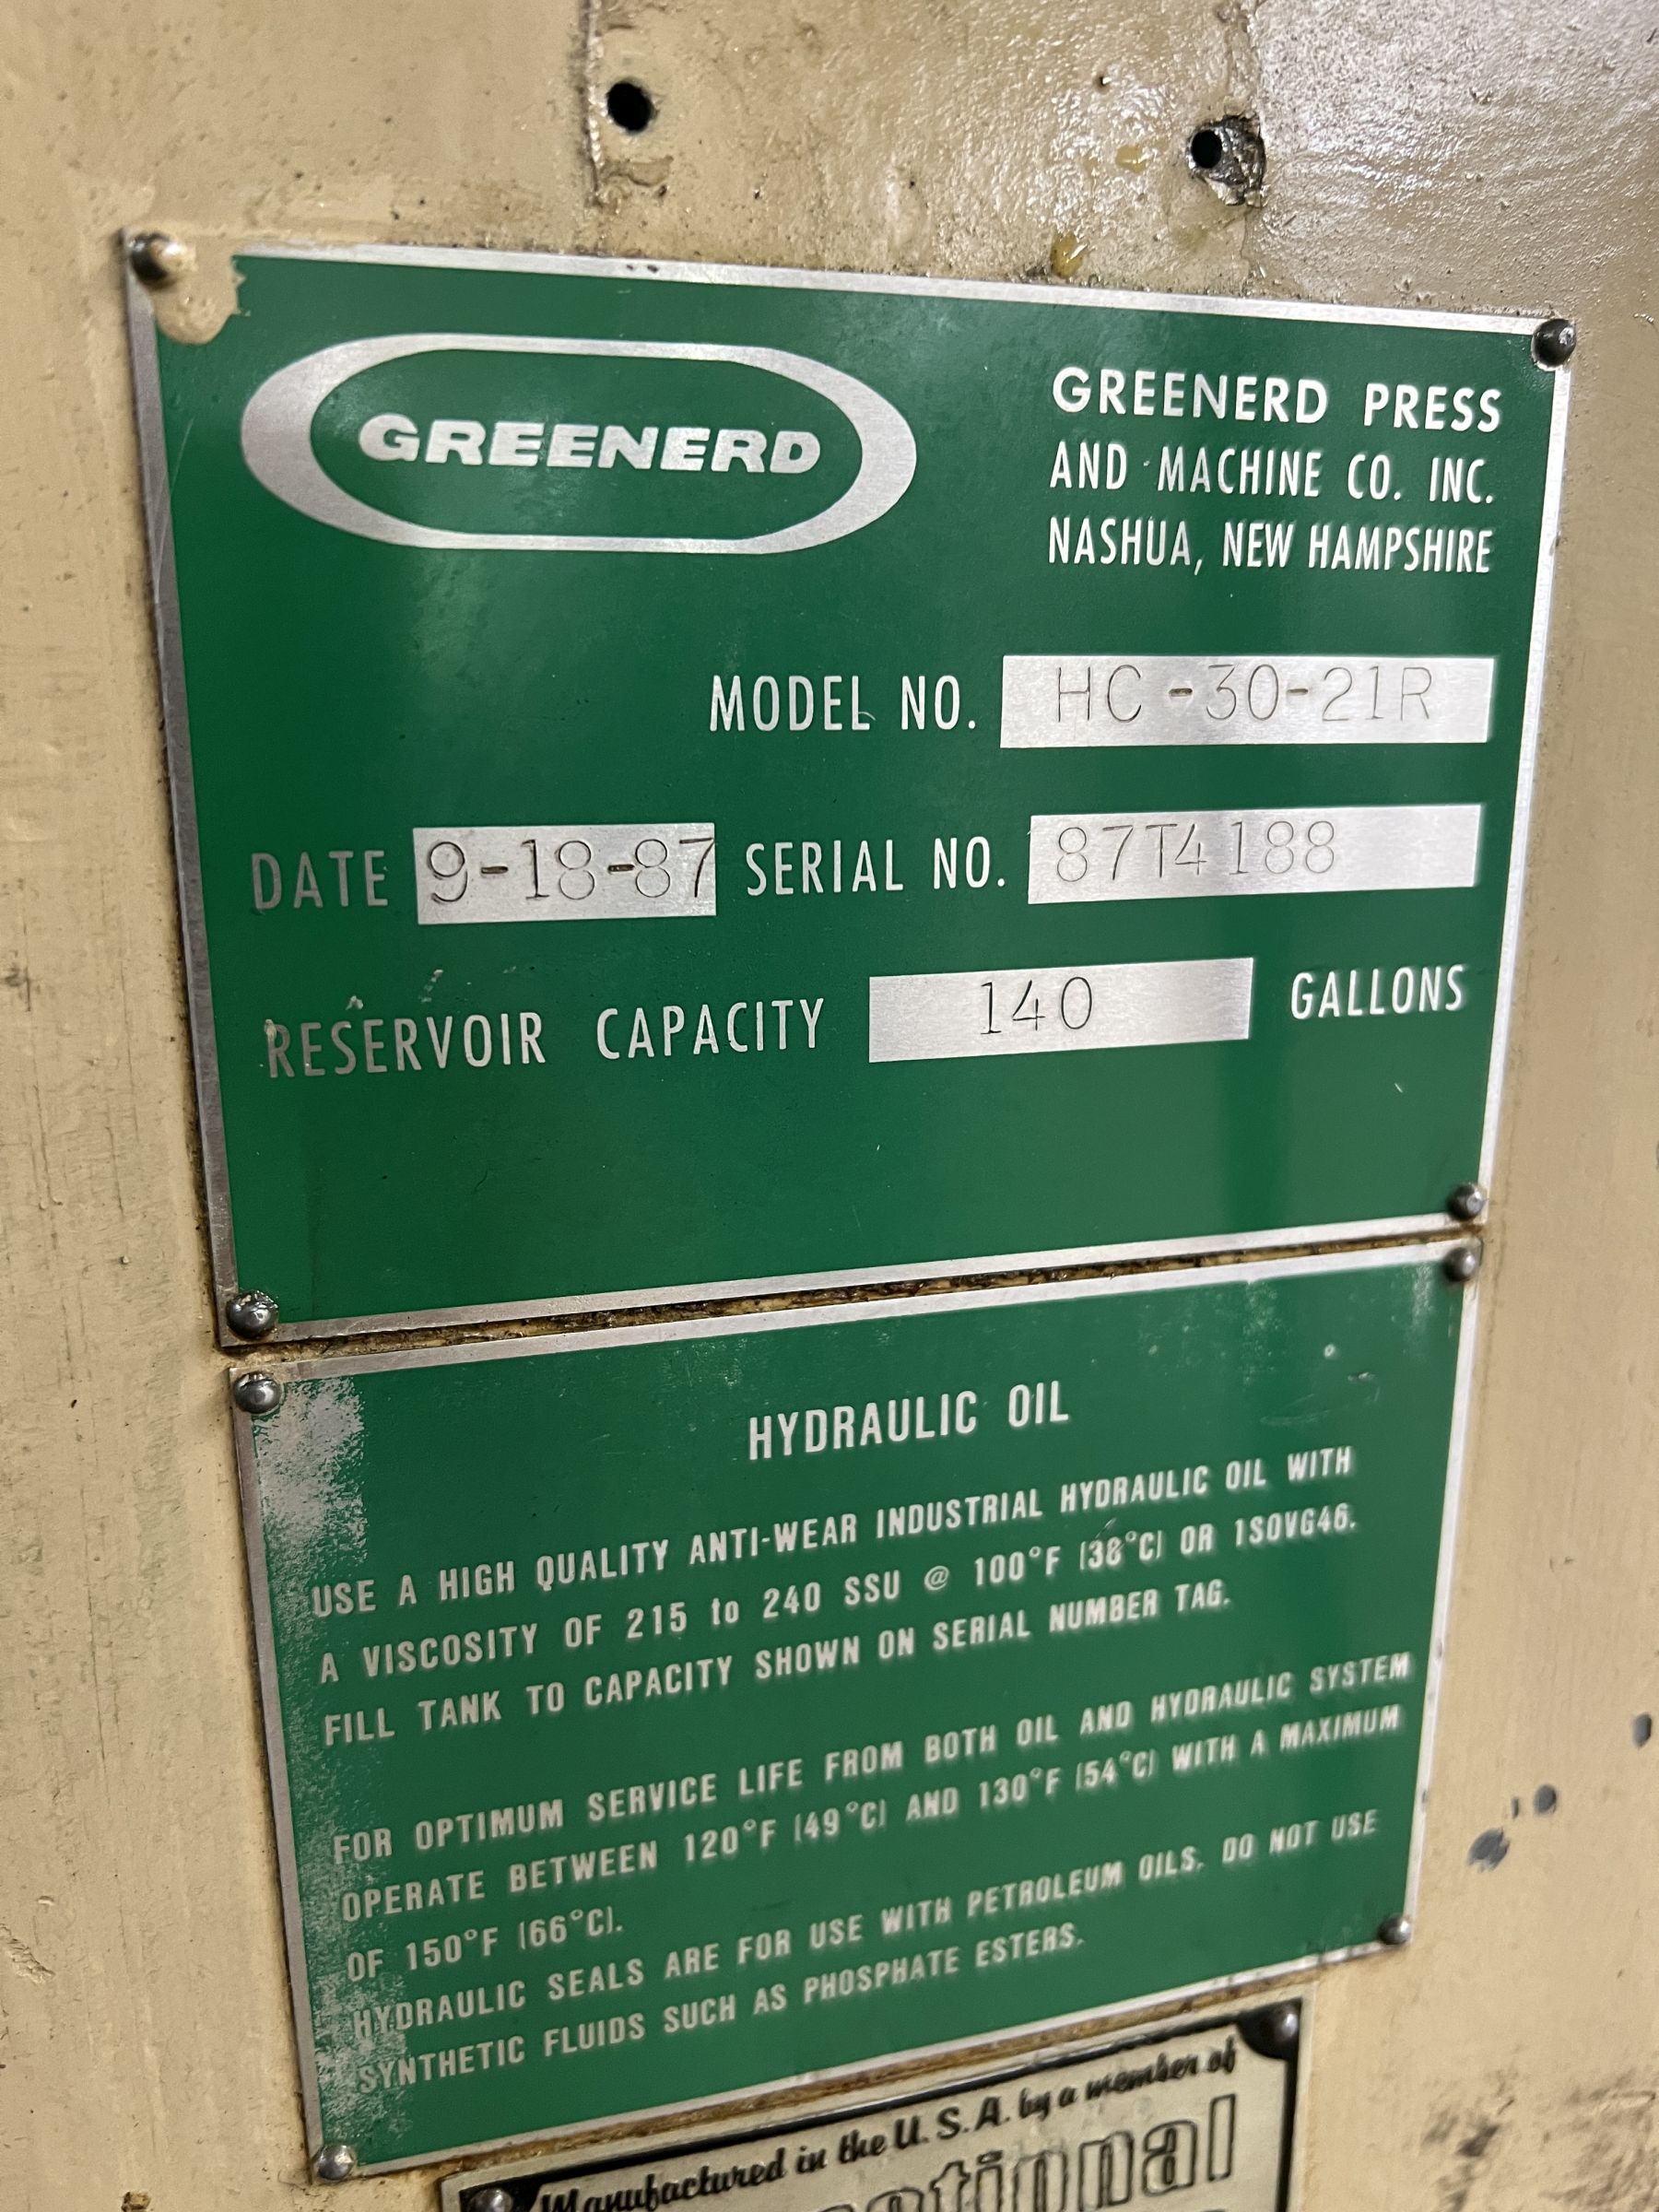 GREENERD
GREENERD PRESS
AND MACHINE CO. INC.
NASHUA, NEW HAMPSHIRE
MODEL NO. HC-30-21R
DATE 9-18-87 SERIAL NO. 87T4188
RESERVOIR CAPACITY 140 GALLONS
HYDRAULIC OIL
USE A HIGH QUALITY ANTI-WEAR INDUSTRIAL HYDRAULIC OIL WITH
A VISCOSITY OF 215 to 240 SSU @ 100°F (38°C) OR 1SOVG46.
FILL TANK TO CAPACITY SHOWN ON SERIAL NUMBER TAG.
FOR OPTIMUM SERVICE LIFE FROM BOTH OIL AND HYDRAULIC SYSTEM
OPERATE BETWEEN 120°F (49°C) AND 130°F (54°C) WITH A MAXIMUM
OF 150°F (66°C).
HYDRAULIC SEALS ARE FOR USE WITH PETROLEUM OILS. DO NOT USE
SYNTHETIC FLUIDS SUCH AS PHOSPHATE ESTERS.
Manufactured in the U.S.A. by a member of